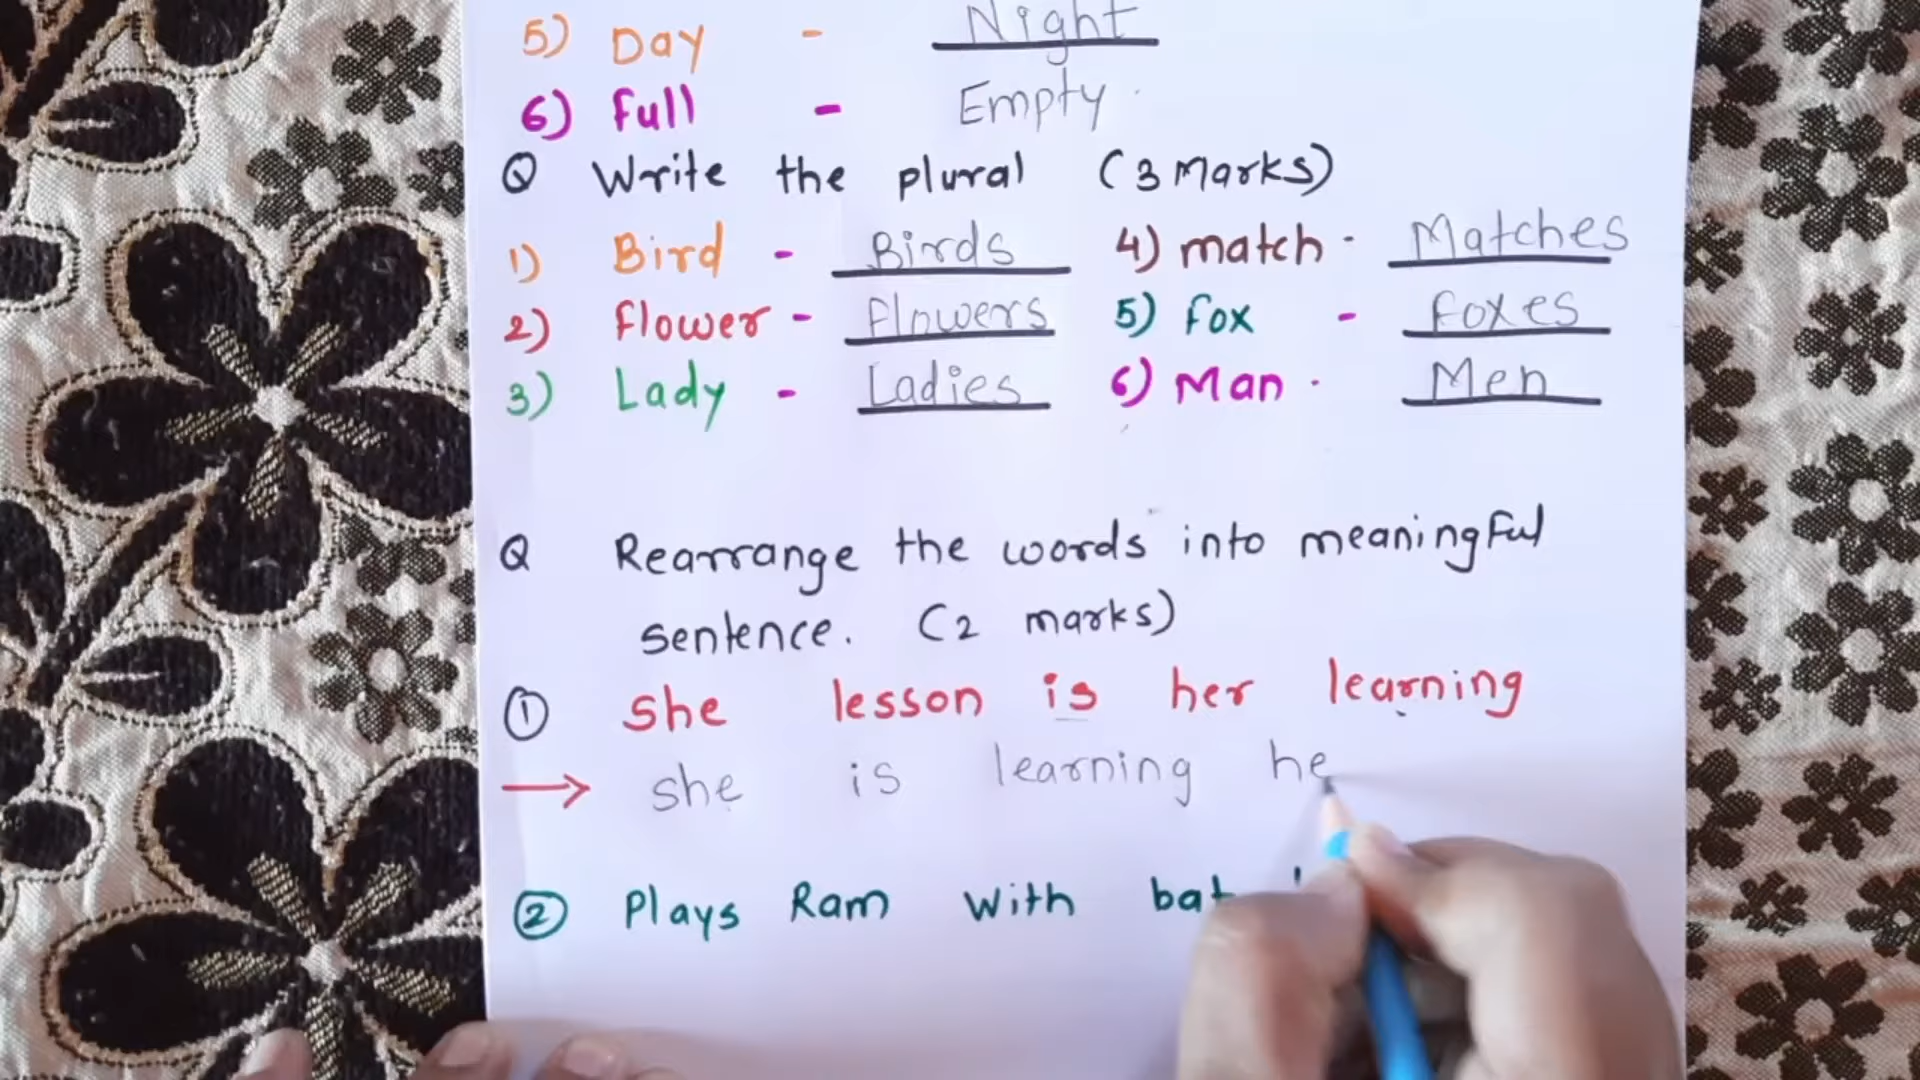 5) Day - Night
6) Full - Empty
Q Write the plural (3 Marks)
1) Bird - Birds 4) match - Matches
2) Flower - Flowers 5) Fox - Foxes
3) Lady - Ladies 6) Man - Men
Q Rearrange the words into meaningful
sentence. (2 marks)
① she lesson is her learning
→ she is learning he
② Plays Ram with bat